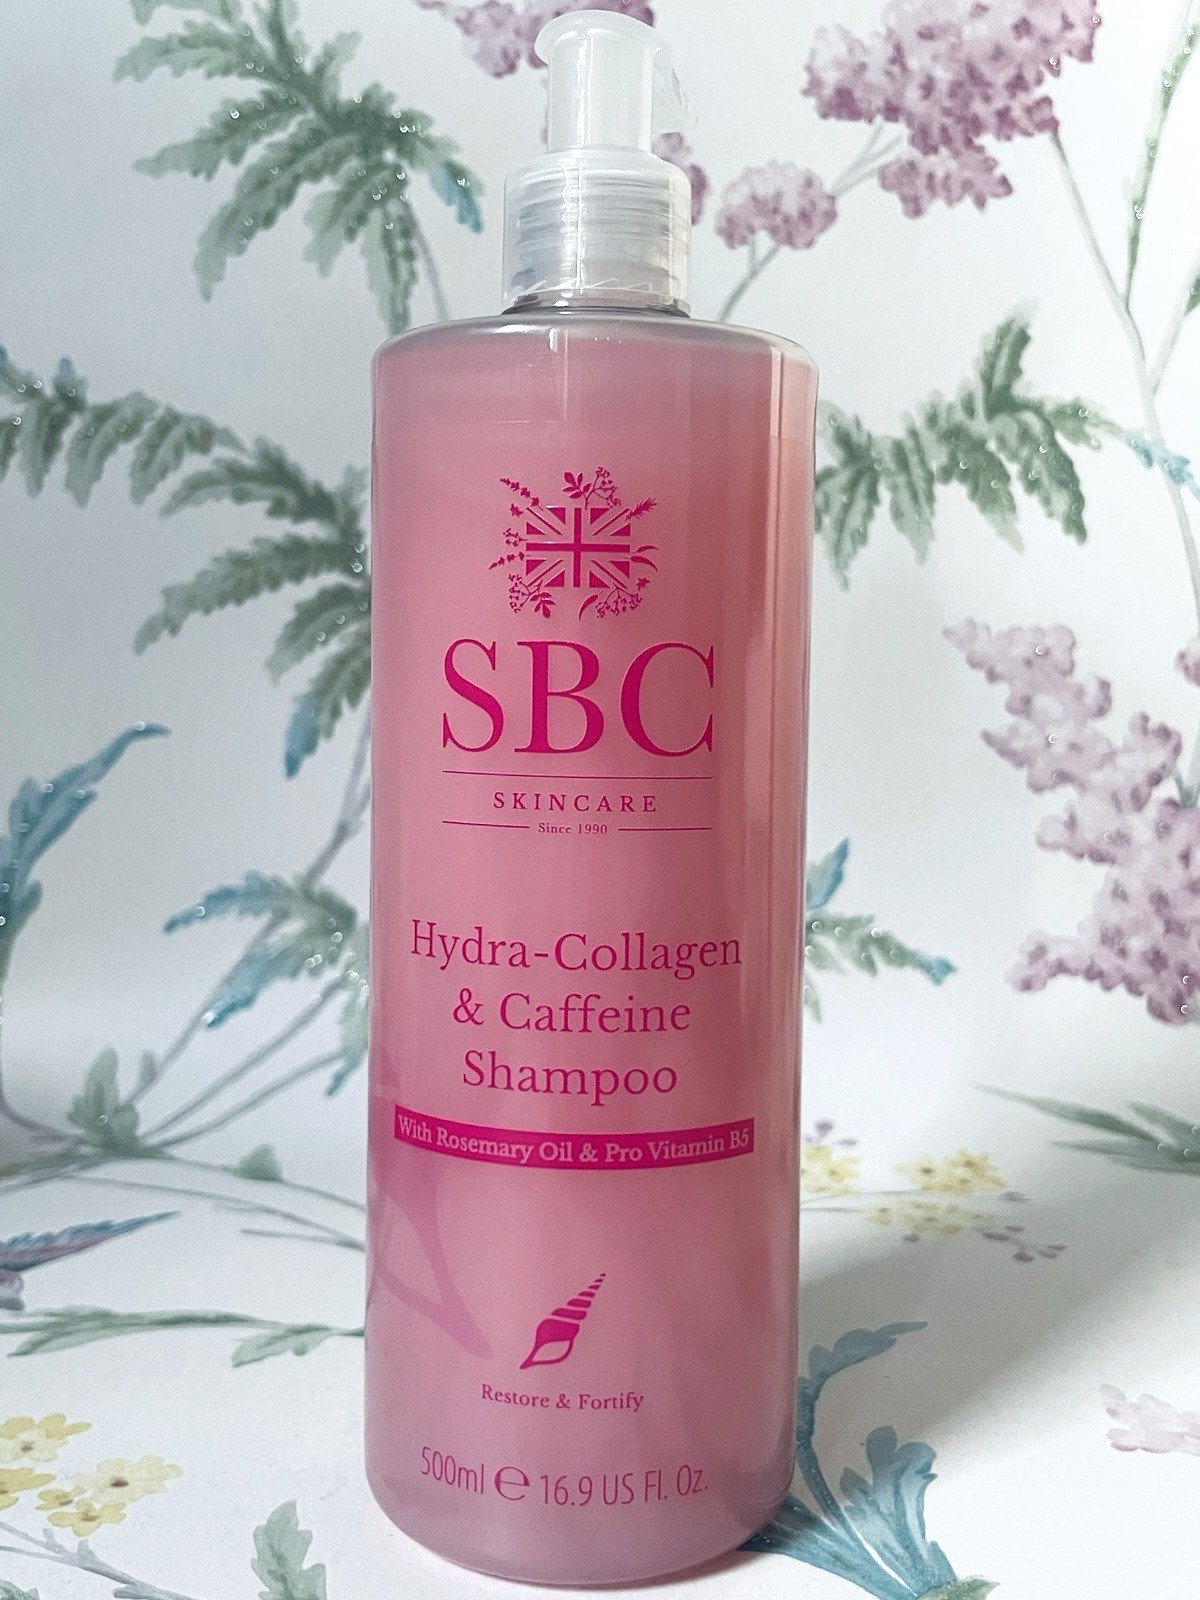 SBC
SKINCARE
Since 1990
Hydra-Collagen
& Caffeine
Shampoo
With Rosemary Oil & Pro Vitamin B5
Restore & Fortify
500ml ℮ 16.9 US Fl. Oz.